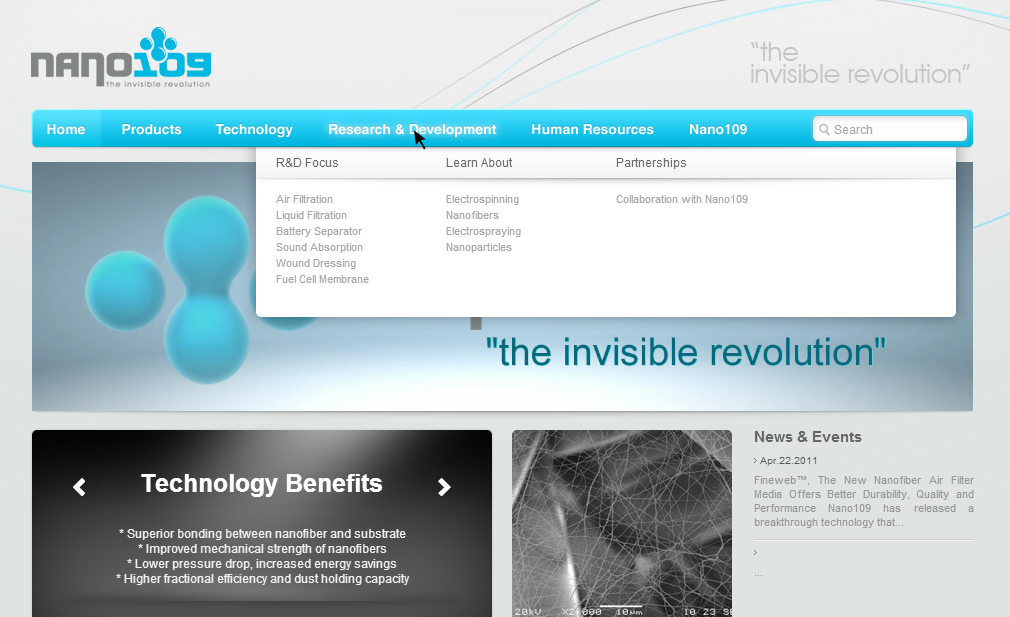 nano109
the invisible revolution
“the
invisible revolution”
Home Products Technology Research & Development Human Resources Nano109 Search
R&D Focus Learn About Partnerships
Air Filtration
Liquid Filtration
Battery Separator
Sound Absorption
Wound Dressing
Fuel Cell Membrane
Electrospinning
Nanofibers
Electrospraying
Nanoparticles
Collaboration with Nano109
"the invisible revolution"
Technology Benefits
* Superior bonding between nanofiber and substrate
* Improved mechanical strength of nanofibers
* Lower pressure drop, increased energy savings
* Higher fractional efficiency and dust holding capacity
20kV X2,000 10µm 10 23 SE
News & Events
Apr.22.2011
Fineweb™, The New Nanofiber Air Filter
Media Offers Better Durability, Quality and
Performance Nano109 has released a
breakthrough technology that...
...